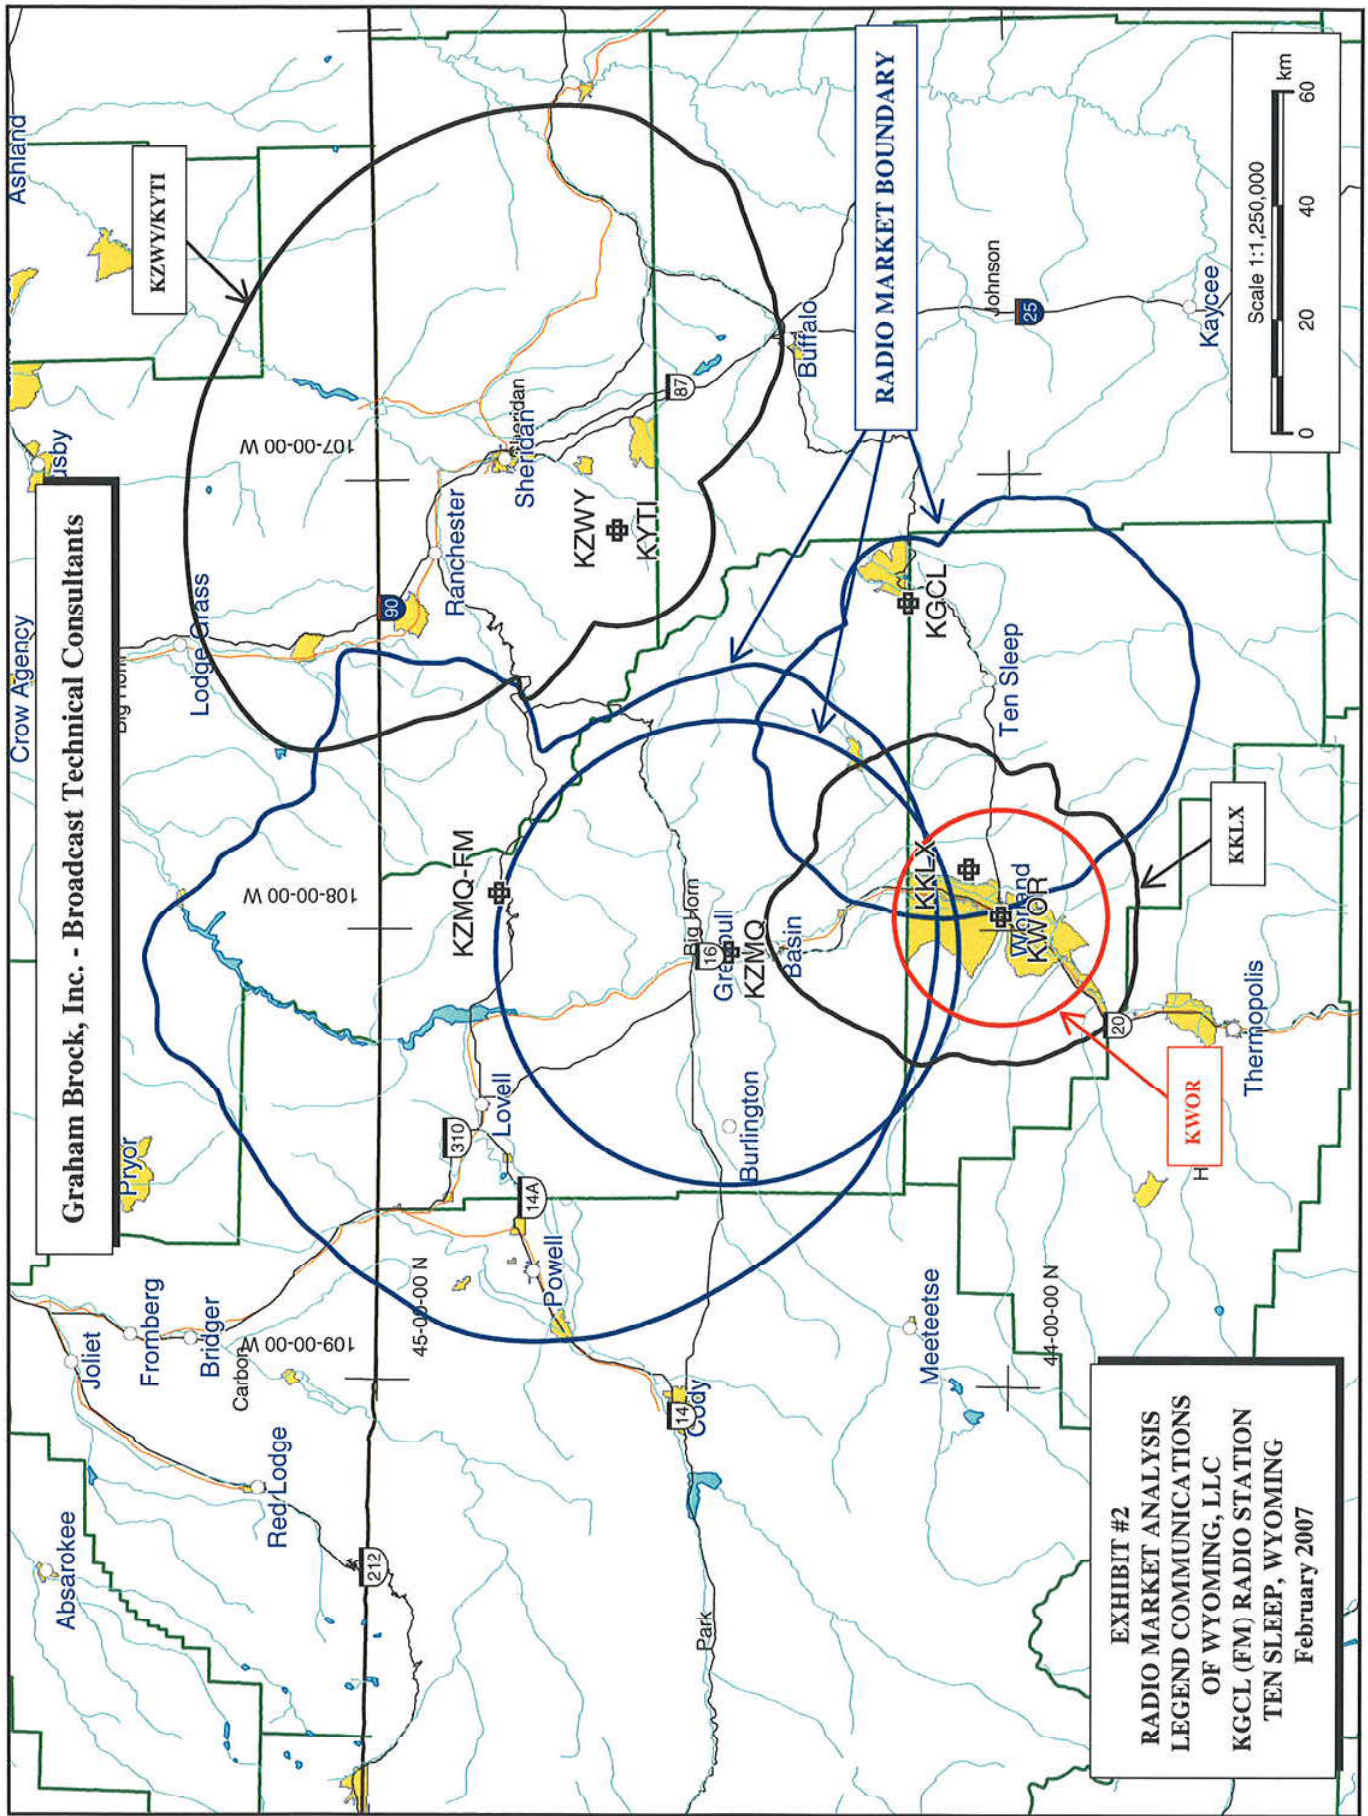 Graham Brock, Inc. - Broadcast Technical Consultants
Absarokee
Joliet
Fromberg
Bridger
Carbon
Red Lodge
Pryor
Crow Agency
Big Horn
Lodge Grass
usby
Ashland
KZWY/KYTI
212
109-00-00 W
108-00-00 W
107-00-00 W
45-00-00 N
310
14A
Lovell
Powell
KZMQ-FM
90
Ranchester
Sheridan
Sheridan
KZWY
KYTI
87
14
Cody
Park
Burlington
16
Big Horn
Greybull
KZMQ
Basin
Buffalo
RADIO MARKET BOUNDARY
Meeteetse
KKLX
KGCL
Ten Sleep
Worland
KWOR
Johnson
25
Kaycee
44-00-00 N
20
Thermopolis
H
KWOR
KKLX
Scale 1:1,250,000
0
20
40
60
km
EXHIBIT #2
RADIO MARKET ANALYSIS
LEGEND COMMUNICATIONS
OF WYOMING, LLC
KGCL (FM) RADIO STATION
TEN SLEEP, WYOMING
February 2007